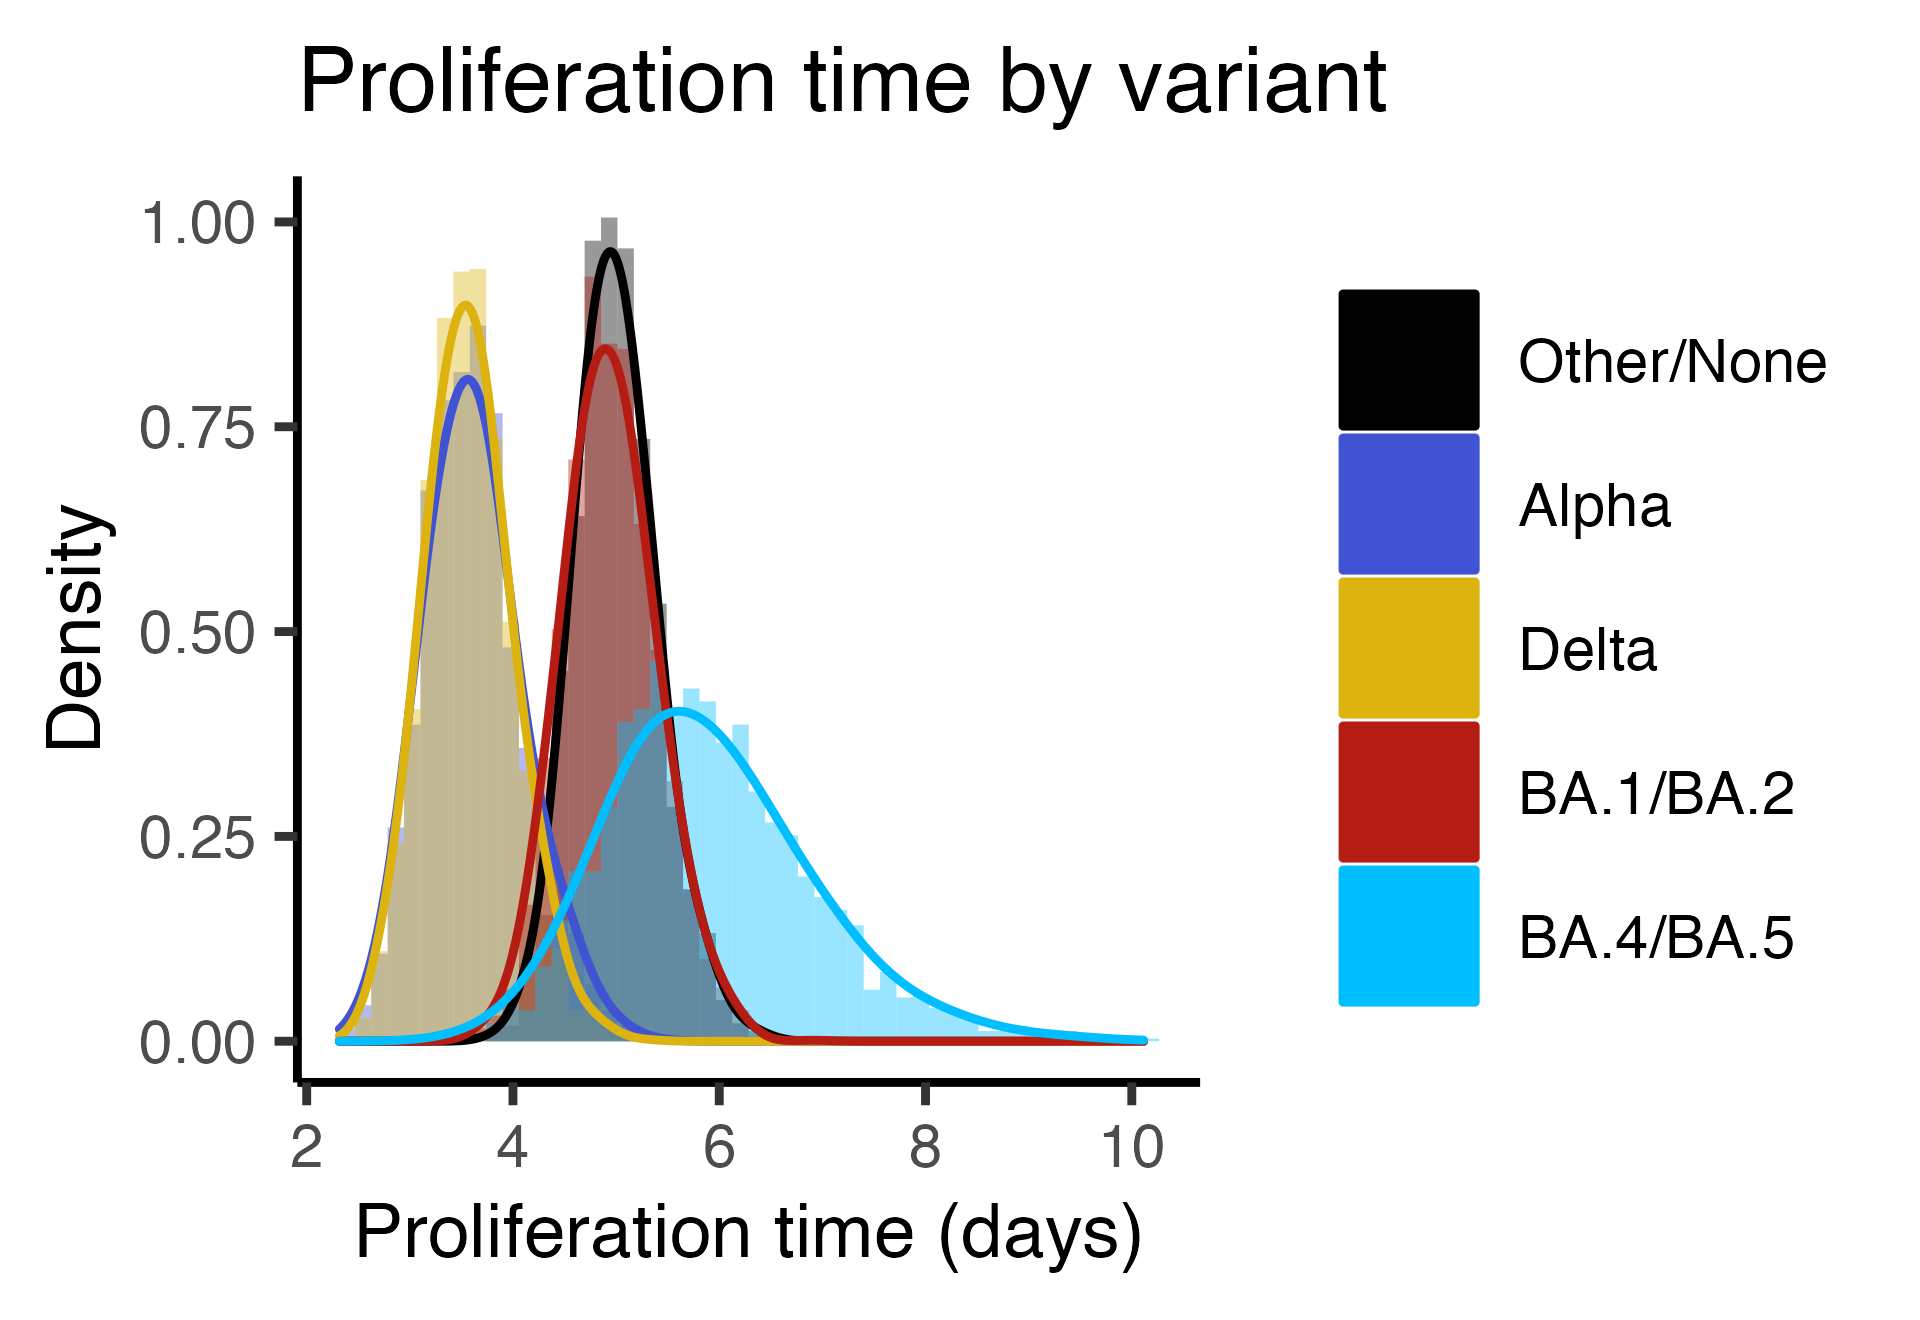 Proliferation time by variant
1.00
0.75
0.50
0.25
0.00
Density
2 4 6 8 10
Proliferation time (days)
Other/None
Alpha
Delta
BA.1/BA.2
BA.4/BA.5